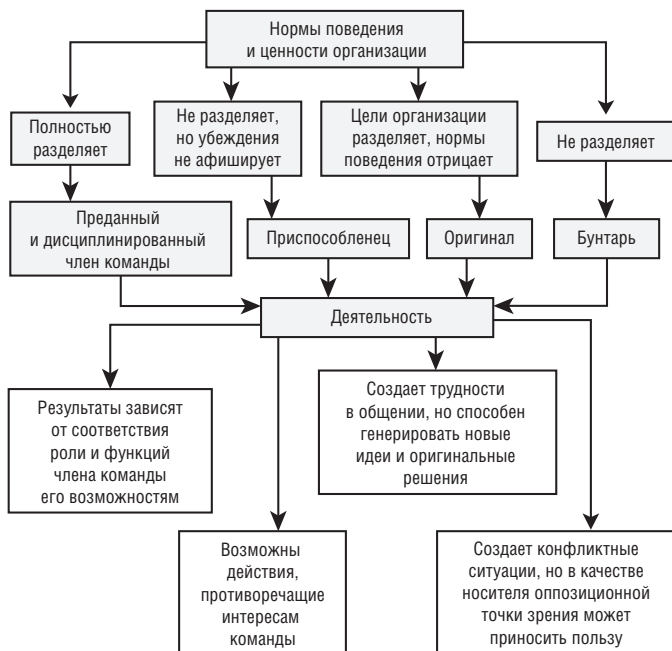 Нормы поведения
и ценности организации
Полностью
разделяет
Не разделяет,
но убеждения
не афиширует
Цели организации
разделяет, нормы
поведения отрицает
Не разделяет
Преданный
и дисциплинированный
член команды
Приспособленец
Оригинал
Бунтарь
Деятельность
Результаты зависят
от соответствия
роли и функций
члена команды
его возможностям
Создает трудности
в общении, но способен
генерировать новые
идеи и оригинальные
решения
Возможны
действия,
противоречащие
интересам
команды
Создает конфликтные
ситуации, но в качестве
носителя оппозиционной
точки зрения может
приносить пользу